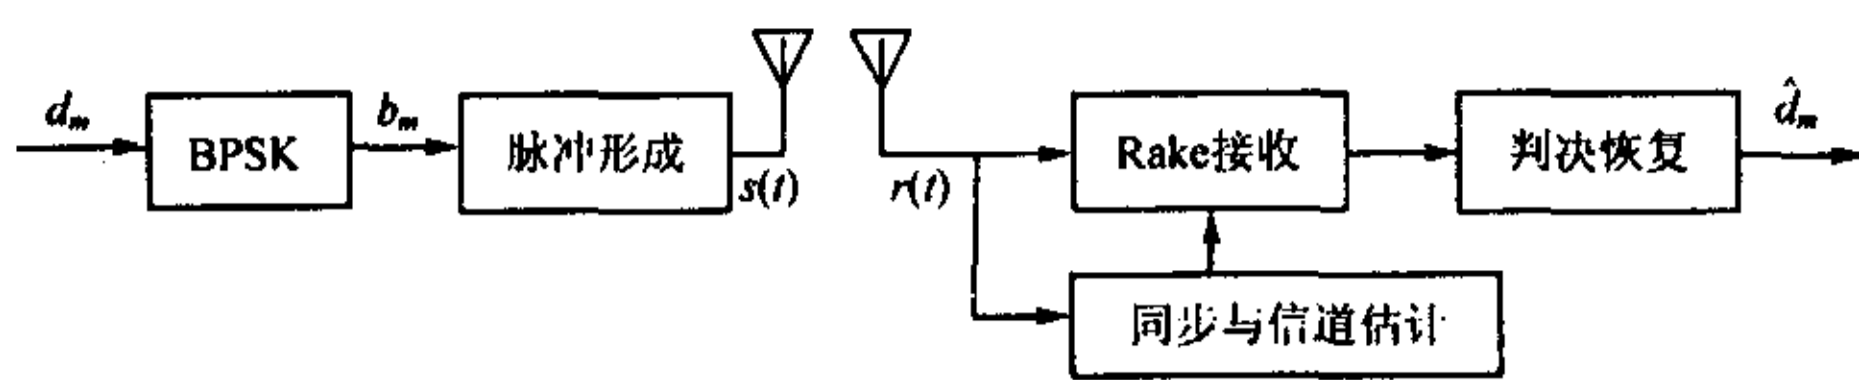 d_m
BPSK
b_m
脉冲形成
s(t)
r(t)
Rake接收
判决恢复
d̂_m
同步与信道估计